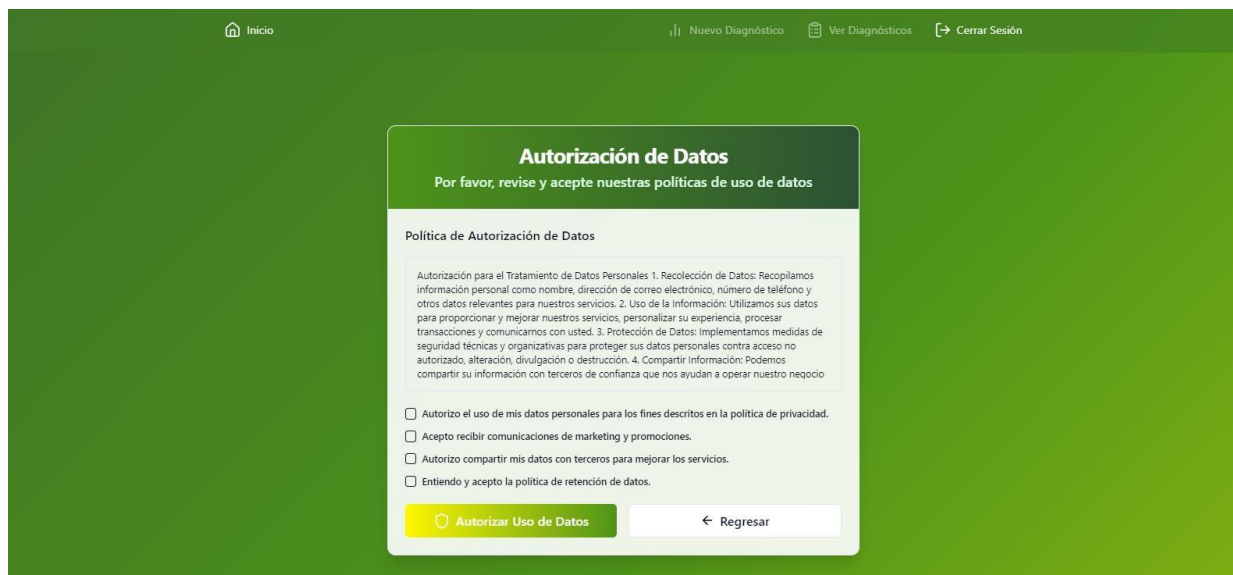 Inicio
Nuevo Diagnóstico
Ver Diagnósticos
Cerrar Sesión
Autorización de Datos
Por favor, revise y acepte nuestras políticas de uso de datos
Política de Autorización de Datos
Autorización para el Tratamiento de Datos Personales 1. Recolección de Datos: Recopilamos
información personal como nombre, dirección de correo electrónico, número de teléfono y
otros datos relevantes para nuestros servicios. 2. Uso de la Información: Utilizamos sus datos
para proporcionar y mejorar nuestros servicios, personalizar su experiencia, procesar
transacciones y comunicarnos con usted. 3. Protección de Datos: Implementamos medidas de
seguridad técnicas y organizativas para proteger sus datos personales contra acceso no
autorizado, alteración, divulgación o destrucción. 4. Compartir Información: Podemos
compartir su información con terceros de confianza que nos ayudan a operar nuestro negocio
Autorizo el uso de mis datos personales para los fines descritos en la política de privacidad.
Acepto recibir comunicaciones de marketing y promociones.
Autorizo compartir mis datos con terceros para mejorar los servicios.
Entiendo y acepto la política de retención de datos.
Autorizar Uso de Datos
Regresar